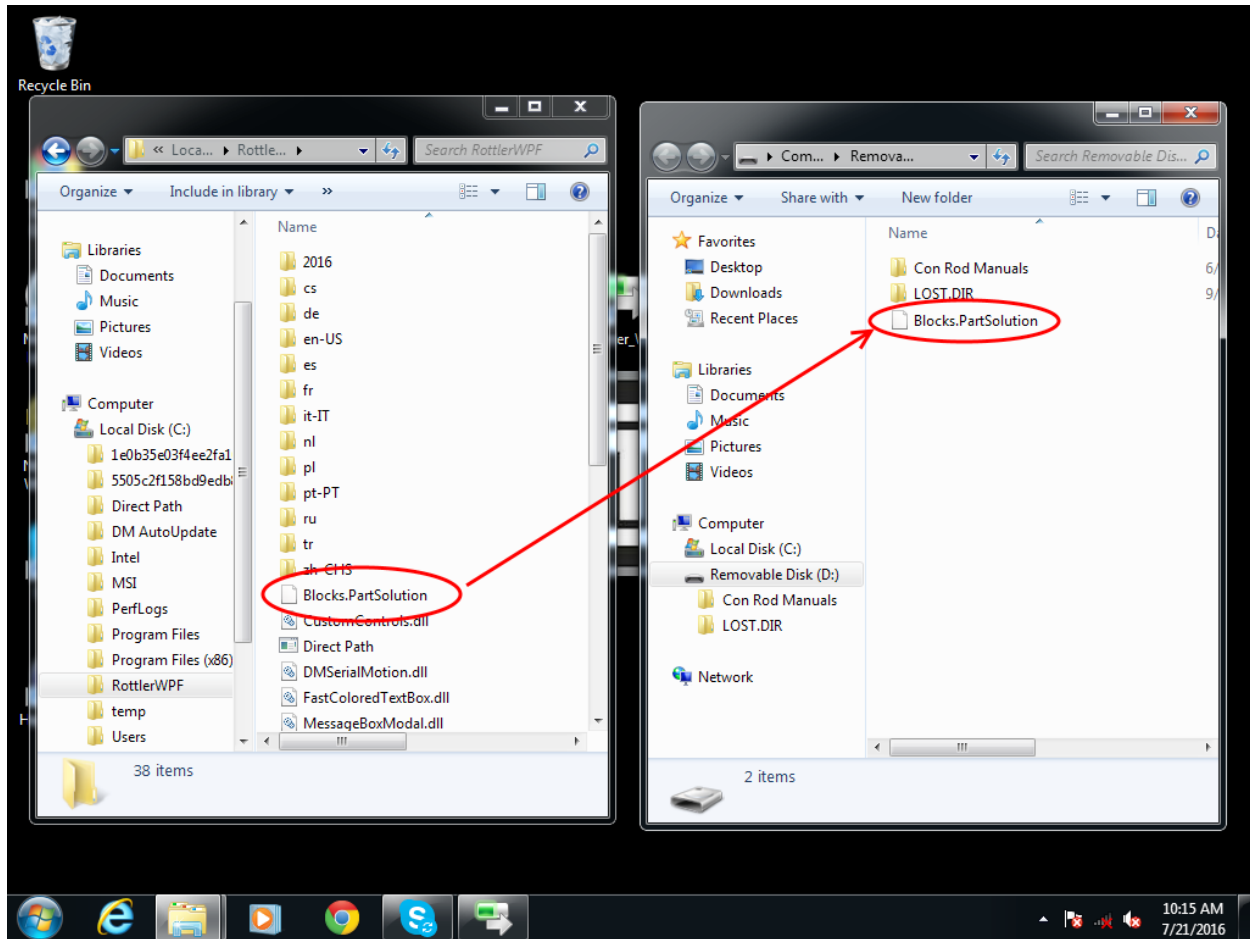 Recycle Bin
« Loca... Rottle...
Search RottlerWPF
Organize
Include in library
»
Name
Libraries
Documents
Music
Pictures
Videos
Computer
Local Disk (C:)
1e0b35e03f4ee2fa1
5505c2f158bd9edb
Direct Path
DM AutoUpdate
Intel
MSI
PerfLogs
Program Files
Program Files (x86)
RottlerWPF
temp
Users
2016
cs
de
en-US
es
fr
it-IT
nl
pl
pt-PT
ru
tr
zh-CHS
Blocks.PartSolution
CustomControls.dll
Direct Path
DMSerialMotion.dll
FastColoredTextBox.dll
MessageBoxModal.dll
38 items
Com... Remova...
Search Removable Dis...
Organize
Share with
New folder
Name
Favorites
Desktop
Downloads
Recent Places
Libraries
Documents
Music
Pictures
Videos
Computer
Local Disk (C:)
Removable Disk (D:)
Con Rod Manuals
LOST.DIR
Network
Con Rod Manuals
6/
LOST.DIR
9/
Blocks.PartSolution
2 items
10:15 AM
7/21/2016